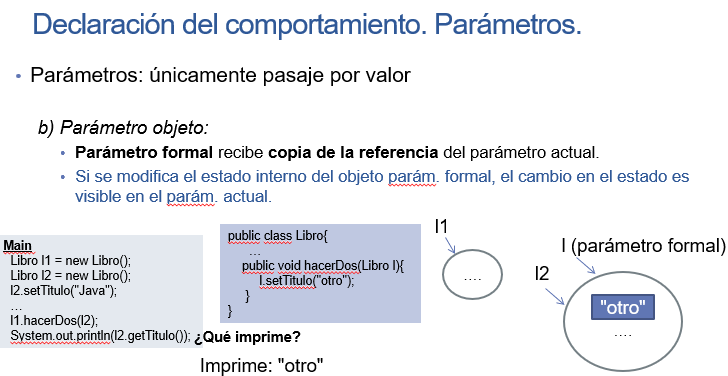 Declaración del comportamiento. Parámetros.
• Parámetros: únicamente pasaje por valor
b) Parámetro objeto:
• Parámetro formal recibe copia de la referencia del parámetro actual.
• Si se modifica el estado interno del objeto parám. formal, el cambio en el estado es
visible en el parám. actual.
Main
Libro l1 = new Libro();
Libro l2 = new Libro();
l2.setTitulo("Java");
…
l1.hacerDos(l2);
System.out.println(l2.getTitulo());
public class Libro{
…
public void hacerDos(Libro l){
l.setTitulo("otro");
}
}
¿Qué imprime?
Imprime: "otro"
l1
....
l (parámetro formal)
l2
"otro"
....